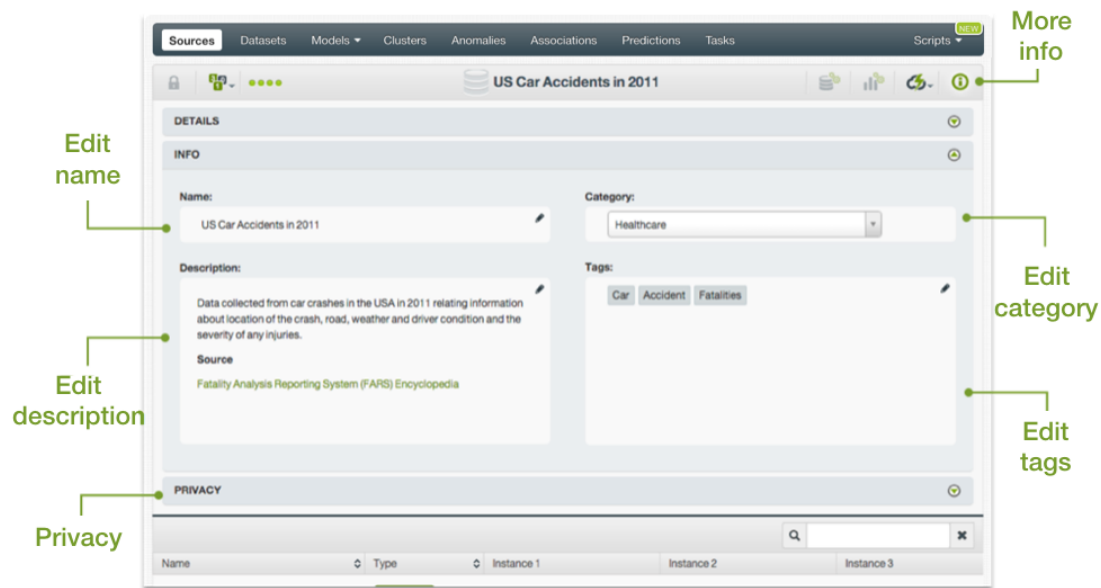 More
info
NEW
Sources Datasets Models Clusters Anomalies Associations Predictions Tasks Scripts
US Car Accidents in 2011
DETAILS
INFO
Edit
name
Name:
US Car Accidents in 2011
Category:
Healthcare
Edit
category
Description:
Data collected from car crashes in the USA in 2011 relating information
about location of the crash, road, weather and driver condition and the
severity of any injuries.
Source
Fatality Analysis Reporting System (FARS) Encyclopedia
Tags:
Car Accident Fatalities
Edit
description
Edit
tags
PRIVACY
Privacy
Name Type Instance 1 Instance 2 Instance 3